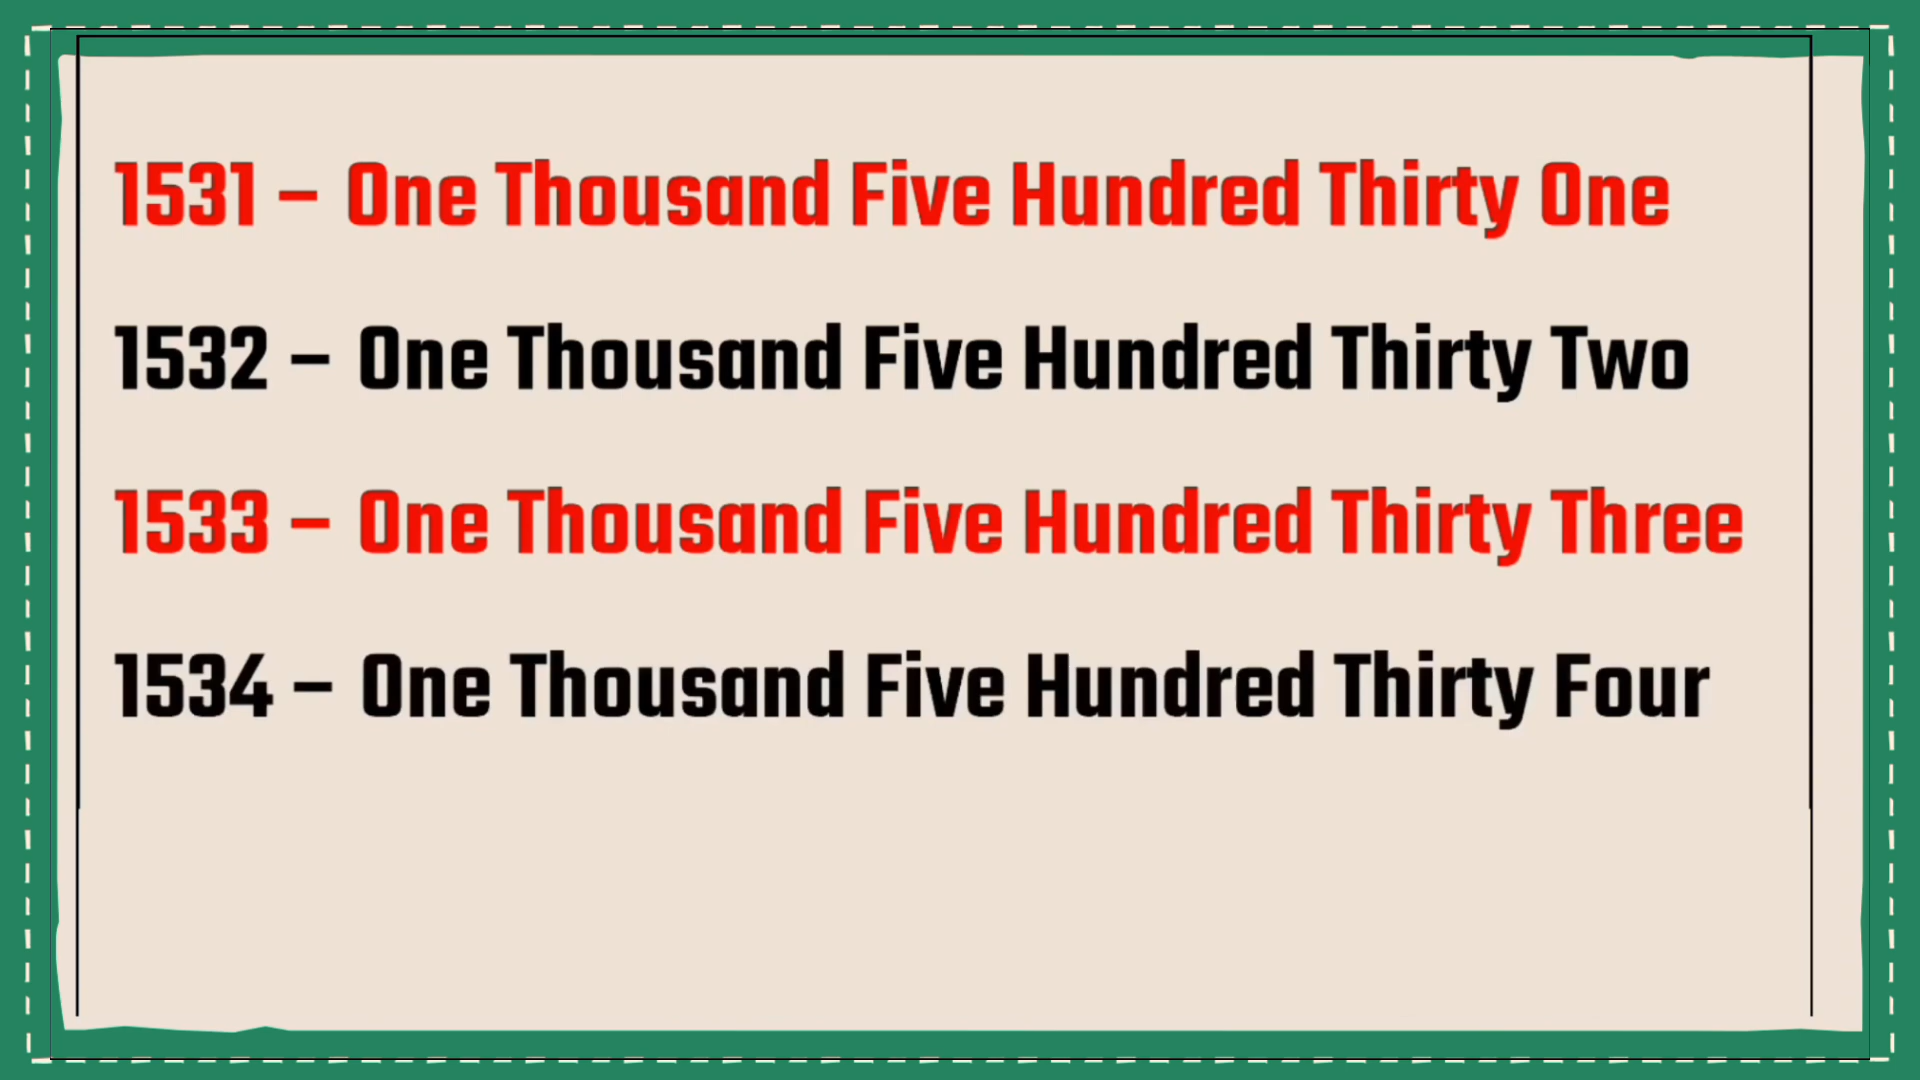 1531 – One Thousand Five Hundred Thirty One
1532 – One Thousand Five Hundred Thirty Two
1533 – One Thousand Five Hundred Thirty Three
1534 – One Thousand Five Hundred Thirty Four